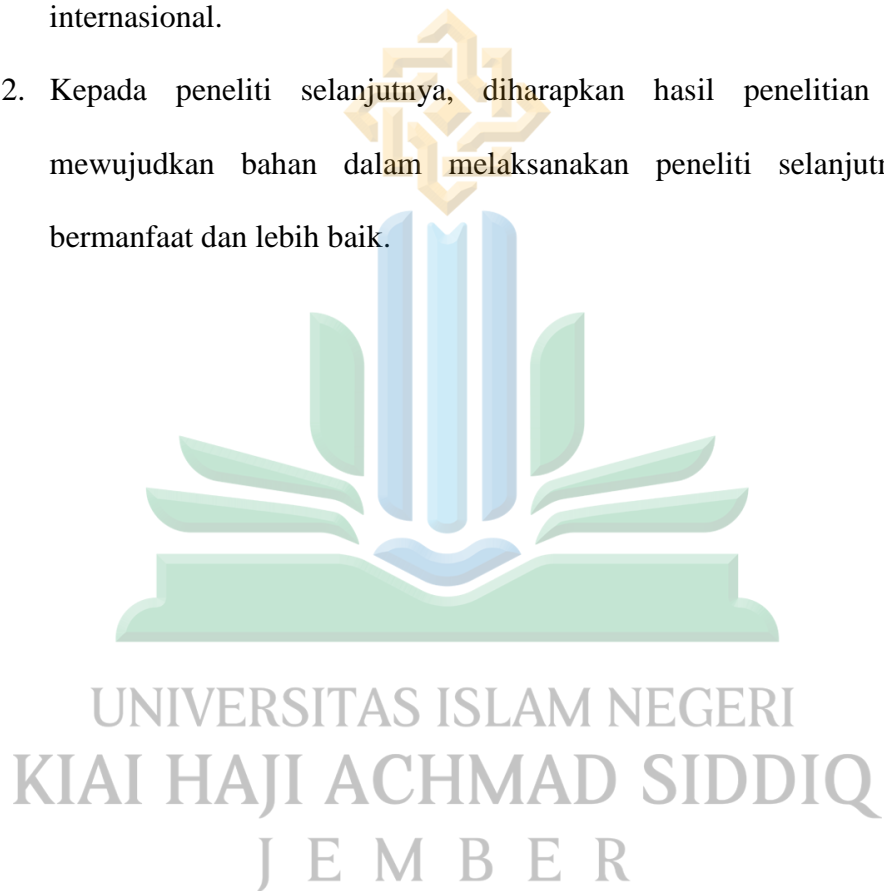 internasional.
2. Kepada peneliti selanjutnya, diharapkan hasil penelitian
mewujudkan bahan dalam melaksanakan peneliti
bermanfaat dan lebih baik.
UNIVERSITAS ISLAM NEGERI
KIAI HAJI ACHMAD SIDDIQ
J E M B E R